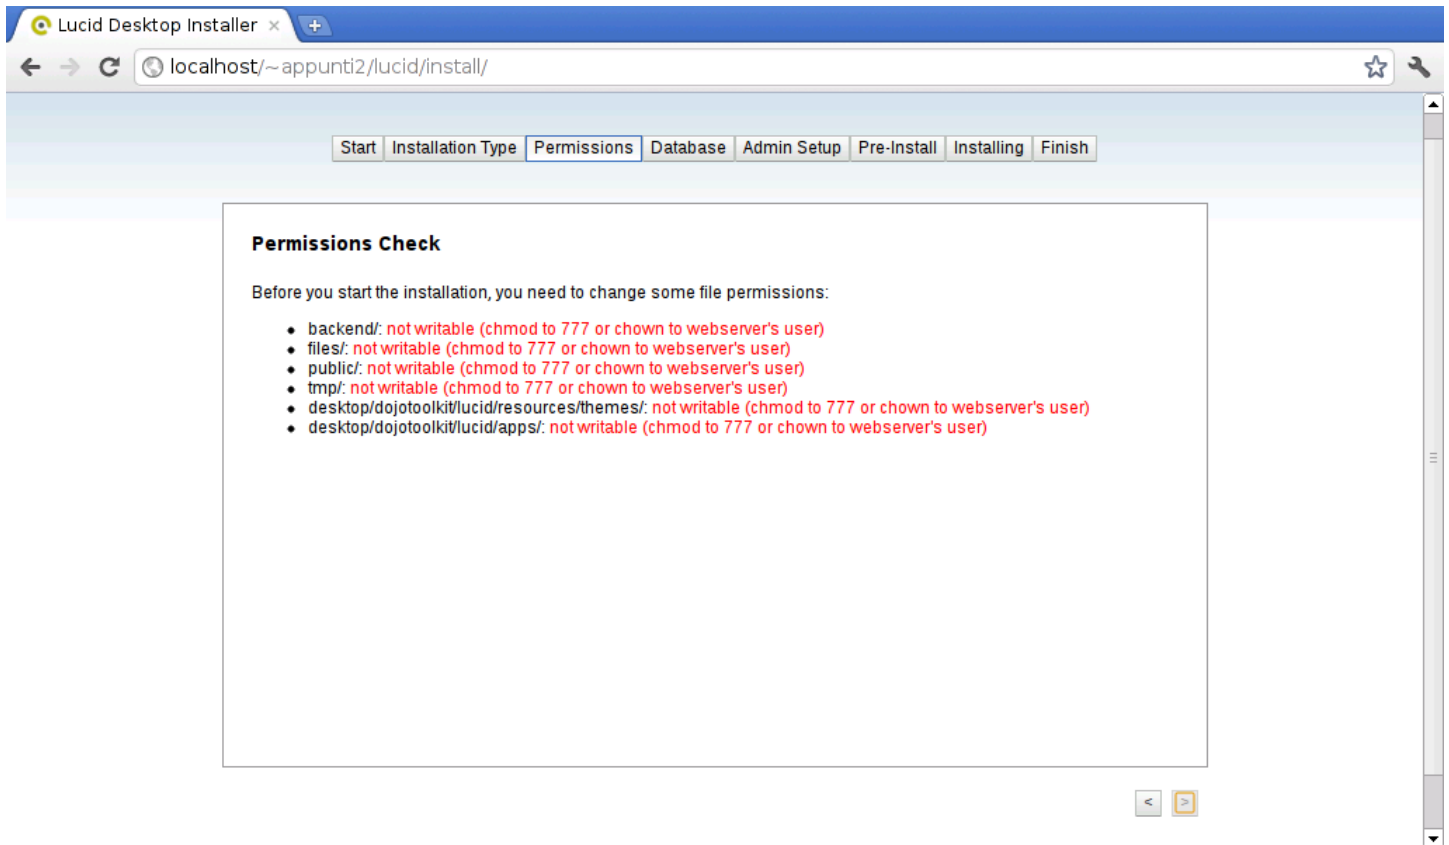 Lucid Desktop Installer
localhost/~appunti2/lucid/install/
Start Installation Type Permissions Database Admin Setup Pre-Install Installing Finish
Permissions Check
Before you start the installation, you need to change some file permissions:
backend/: not writable (chmod to 777 or chown to webserver's user)
files/: not writable (chmod to 777 or chown to webserver's user)
public/: not writable (chmod to 777 or chown to webserver's user)
tmp/: not writable (chmod to 777 or chown to webserver's user)
desktop/dojotoolkit/lucid/resources/themes/: not writable (chmod to 777 or chown to webserver's user)
desktop/dojotoolkit/lucid/apps/: not writable (chmod to 777 or chown to webserver's user)
< >